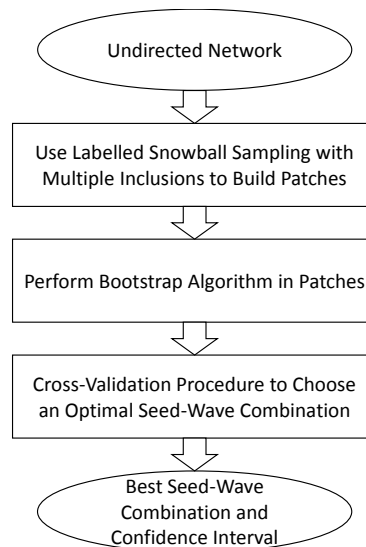 Undirected Network
Use Labelled Snowball Sampling with
Multiple Inclusions to Build Patches
Perform Bootstrap Algorithm in Patches
Cross-Validation Procedure to Choose
an Optimal Seed-Wave Combination
Best Seed-Wave
Combination and
Confidence Interval